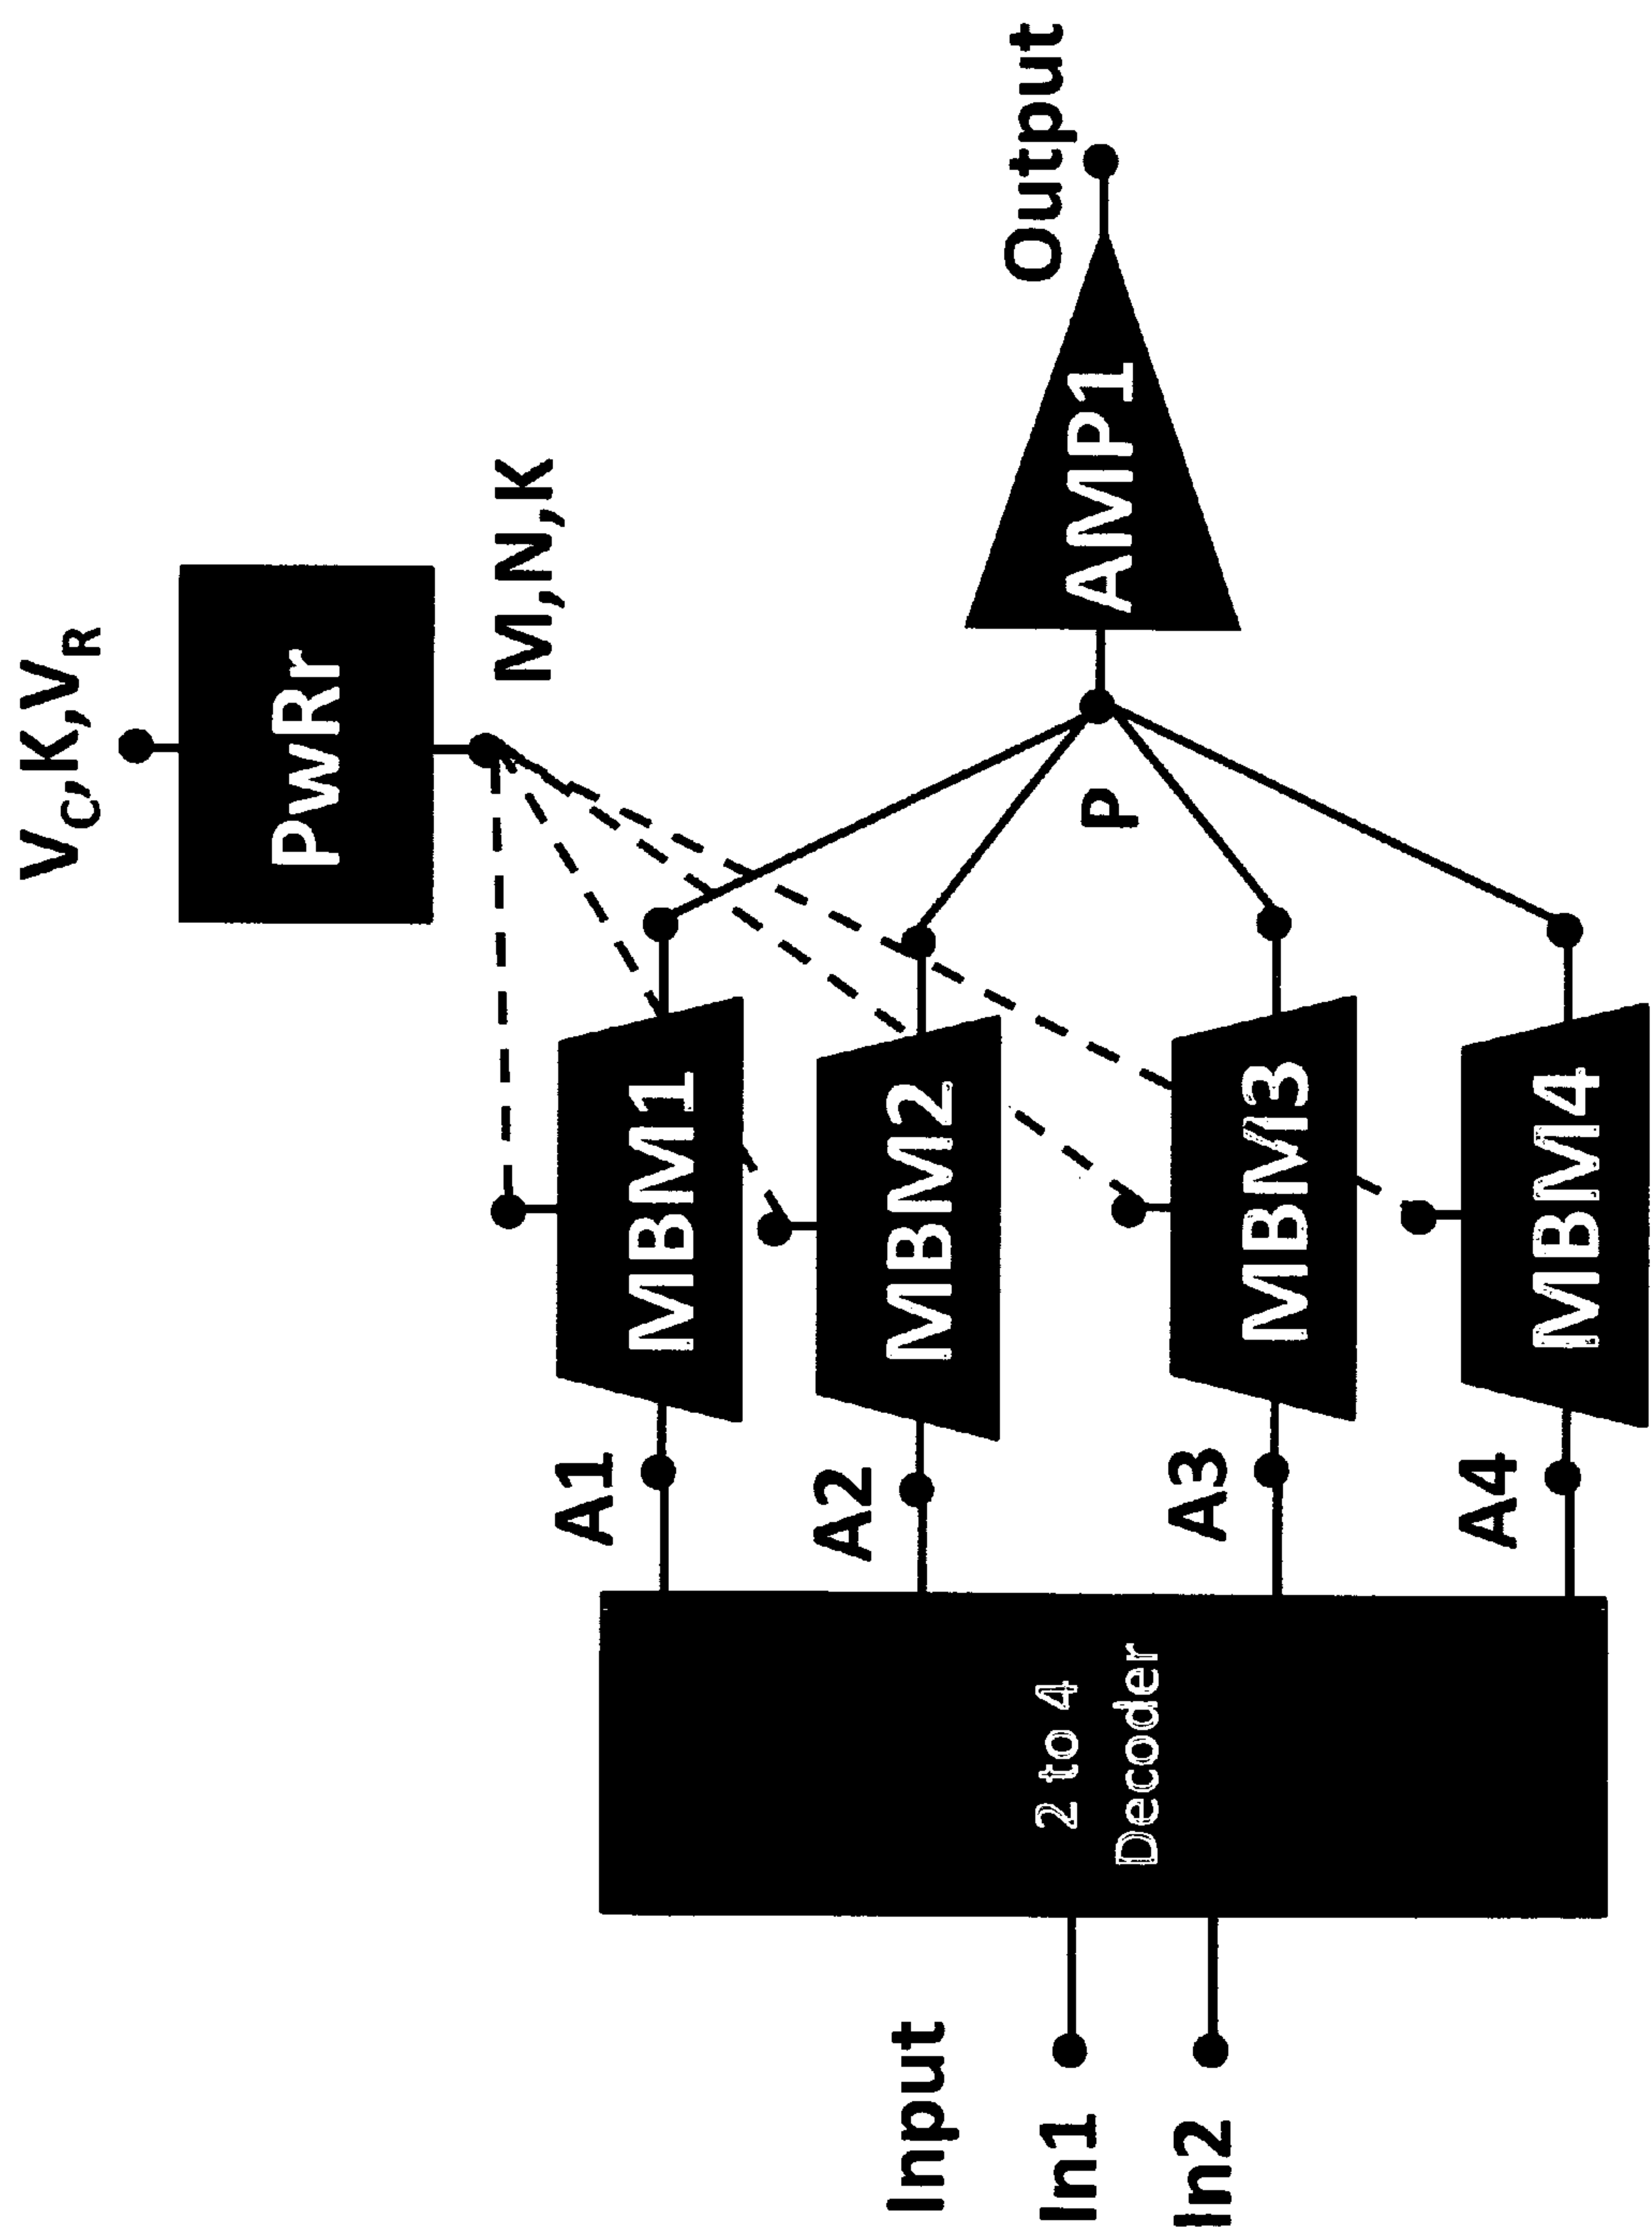 V_C,K,V_R
PwRr
M,N,K
Input
In1
In2
2 to 4
Decoder
A1
MBM1
A2
MBM2
A3
MBM3
A4
MBM4
P
AMP1
Output